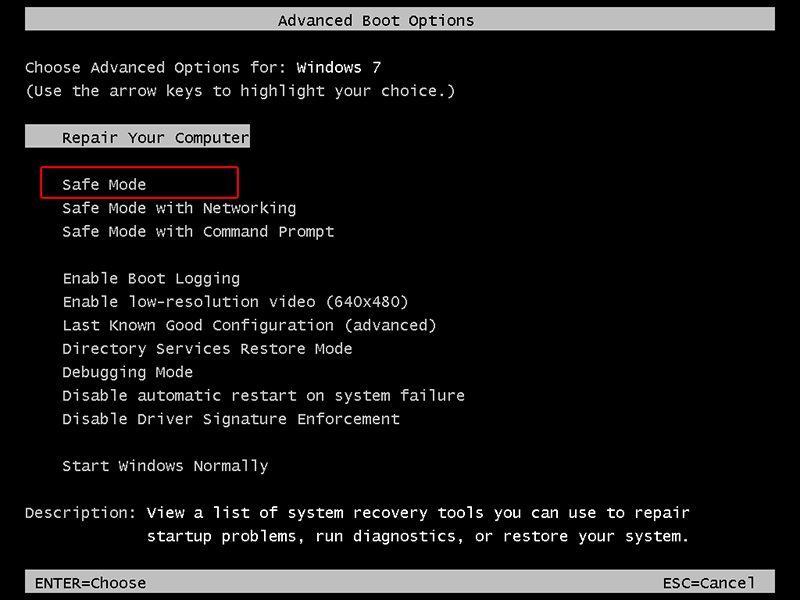 Advanced Boot Options
Choose Advanced Options for: Windows 7
(Use the arrow keys to highlight your choice.)
Repair Your Computer
Safe Mode
Safe Mode with Networking
Safe Mode with Command Prompt
Enable Boot Logging
Enable low-resolution video (640x480)
Last Known Good Configuration (advanced)
Directory Services Restore Mode
Debugging Mode
Disable automatic restart on system failure
Disable Driver Signature Enforcement
Start Windows Normally
Description: View a list of system recovery tools you can use to repair
startup problems, run diagnostics, or restore your system.
ENTER=Choose ESC=Cancel